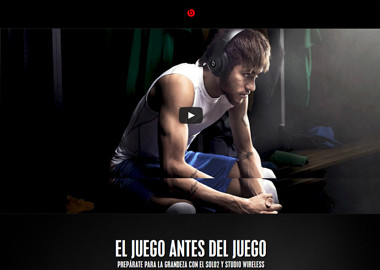 EL JUEGO ANTES DEL JUEGO
PREPÁRATE PARA LA GRANDEZA CON EL SOLO2 Y STUDIO WIRELESS